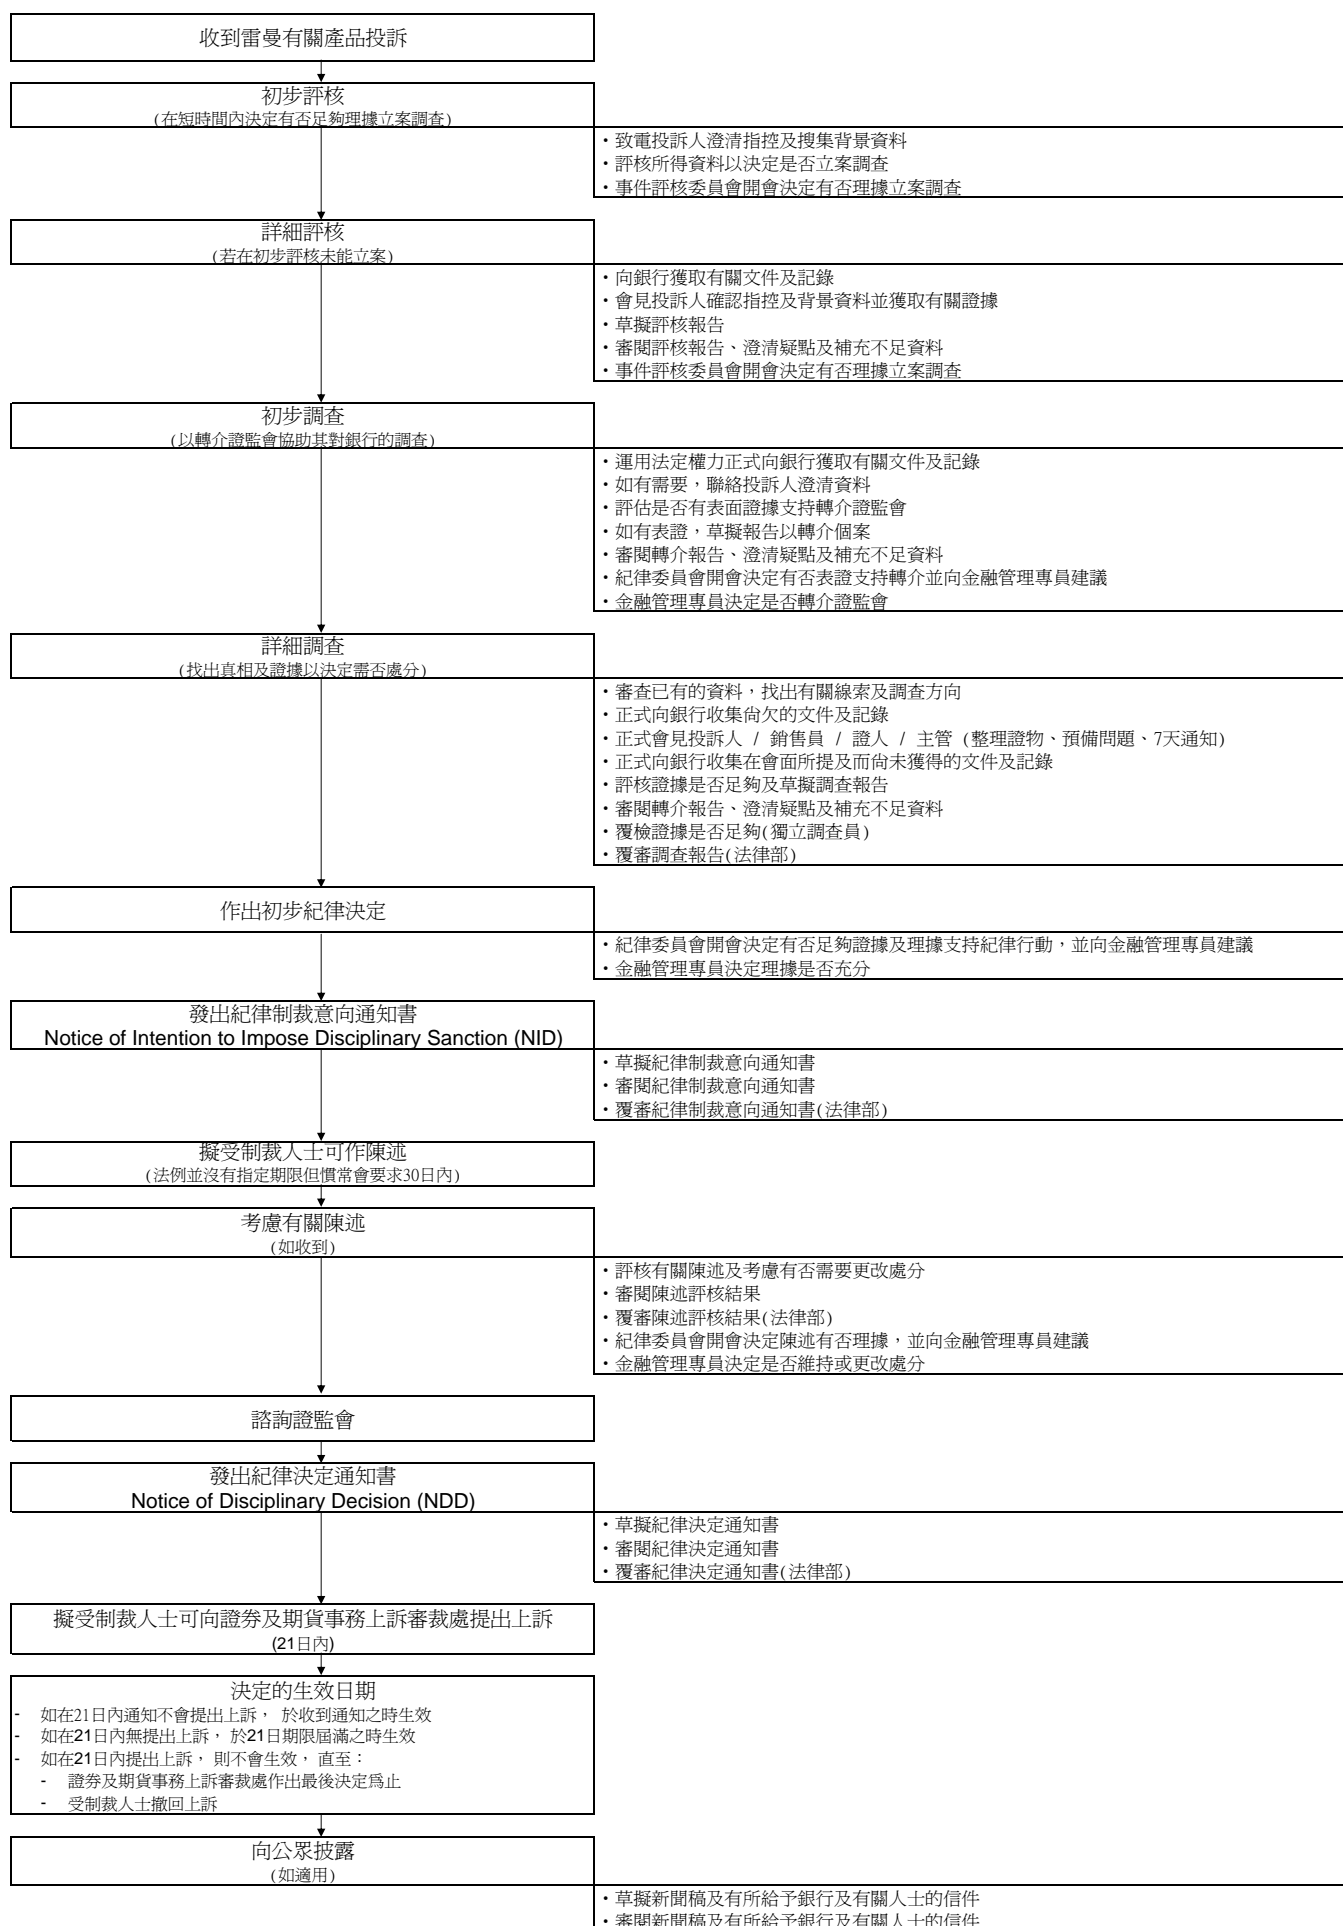 收到雷曼有關產品投訴
初步評核
(在短時間內決定有否足夠理據立案調查)
・致電投訴人澄清指控及搜集背景資料
・評核所得資料以決定是否立案調查
・事件評核委員會開會決定有否理據立案調查
詳細評核
(若在初步評核未能立案)
・向銀行獲取有關文件及記錄
・會見投訴人確認指控及背景資料並獲取有關證據
・草擬評核報告
・審閱評核報告、澄清疑點及補充不足資料
・事件評核委員會開會決定有否理據立案調查
初步調查
(以轉介證監會協助其對銀行的調查)
・運用法定權力正式向銀行獲取有關文件及記錄
・如有需要，聯絡投訴人澄清資料
・評估是否有表面證據支持轉介證監會
・如有表證，草擬報告以轉介個案
・審閱轉介報告、澄清疑點及補充不足資料
・紀律委員會開會決定有否表證支持轉介並向金融管理專員建議
・金融管理專員決定是否轉介證監會
詳細調查
(找出真相及證據以決定需否處分)
・審查已有的資料，找出有關線索及調查方向
・正式向銀行收集尚欠的文件及記錄
・正式會見投訴人 / 銷售員 / 證人 / 主管 (整理證物、預備問題、7天通知)
・正式向銀行收集在會面所提及而尚未獲得的文件及記錄
・評核證據是否足夠及草擬調查報告
・審閱轉介報告、澄清疑點及補充不足資料
・覆檢證據是否足夠(獨立調查員)
・覆審調查報告(法律部)
作出初步紀律決定
・紀律委員會開會決定有否足夠證據及理據支持紀律行動，並向金融管理專員建議
・金融管理專員決定理據是否充分
發出紀律制裁意向通知書
Notice of Intention to Impose Disciplinary Sanction (NID)
・草擬紀律制裁意向通知書
・審閱紀律制裁意向通知書
・覆審紀律制裁意向通知書(法律部)
擬受制裁人士可作陳述
(法例並沒有指定期限但慣常會要求30日內)
考慮有關陳述
(如收到)
・評核有關陳述及考慮有否需要更改處分
・審閱陳述評核結果
・覆審陳述評核結果(法律部)
・紀律委員會開會決定陳述有否理據，並向金融管理專員建議
・金融管理專員決定是否維持或更改處分
諮詢證監會
發出紀律決定通知書
Notice of Disciplinary Decision (NDD)
・草擬紀律決定通知書
・審閱紀律決定通知書
・覆審紀律決定通知書(法律部)
擬受制裁人士可向證券及期貨事務上訴審裁處提出上訴
(21日內)
決定的生效日期
- 如在21日內通知不會提出上訴， 於收到通知之時生效
- 如在21日內無提出上訴， 於21日期限屆滿之時生效
- 如在21日內提出上訴， 則不會生效， 直至：
- 證券及期貨事務上訴審裁處作出最後決定為止
- 受制裁人士撤回上訴
向公眾披露
(如適用)
・草擬新聞稿及有所給予銀行及有關人士的信件
・審閱新聞稿及有所給予銀行及有關人士的信件